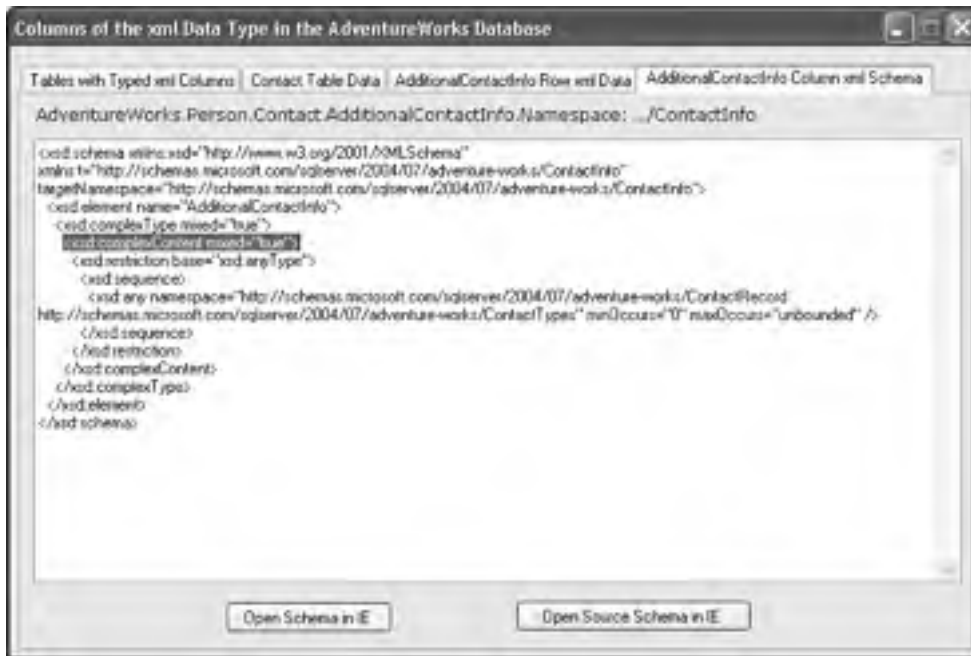 Columns of the xml Data Type in the AdventureWorks Database
Tables with Typed xml Columns
Contact Table Data
AdditionalContactInfo Row xml Data
AdditionalContactInfo Column xml Schema
AdventureWorks.Person.Contact.AdditionalContactInfo.Namespace: .../ContactInfo
<xsd:schema xmlns:xsd="http://www.w3.org/2001/XMLSchema"
xmlns:t="http://schemas.microsoft.com/sqlserver/2004/07/adventure-works/ContactInfo"
targetNamespace="http://schemas.microsoft.com/sqlserver/2004/07/adventure-works/ContactInfo">
<xsd:element name="AdditionalContactInfo">
<xsd:complexType mixed="true">
<xsd:complexContent mixed="true">
<xsd:restriction base="xsd:anyType">
<xsd:sequence>
<xsd:any namespace="http://schemas.microsoft.com/sqlserver/2004/07/adventure-works/ContactRecord
http://schemas.microsoft.com/sqlserver/2004/07/adventure-works/ContactTypes" minOccurs="0" maxOccurs="unbounded" />
</xsd:sequence>
</xsd:restriction>
</xsd:complexContent>
</xsd:complexType>
</xsd:element>
</xsd:schema>
Open Schema in IE
Open Source Schema in IE